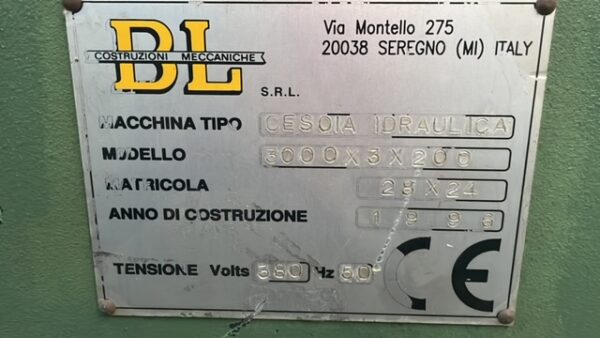 BL
COSTRUZIONI MECCANICHE
S.R.L.
Via Montello 275
20038 SEREGNO (MI) ITALY
MACCHINA TIPO CESOIA IDRAULICA
MODELLO 3000X3X200
MATRICOLA 28X24
ANNO DI COSTRUZIONE 1998
TENSIONE Volts 380 Hz 50
CE